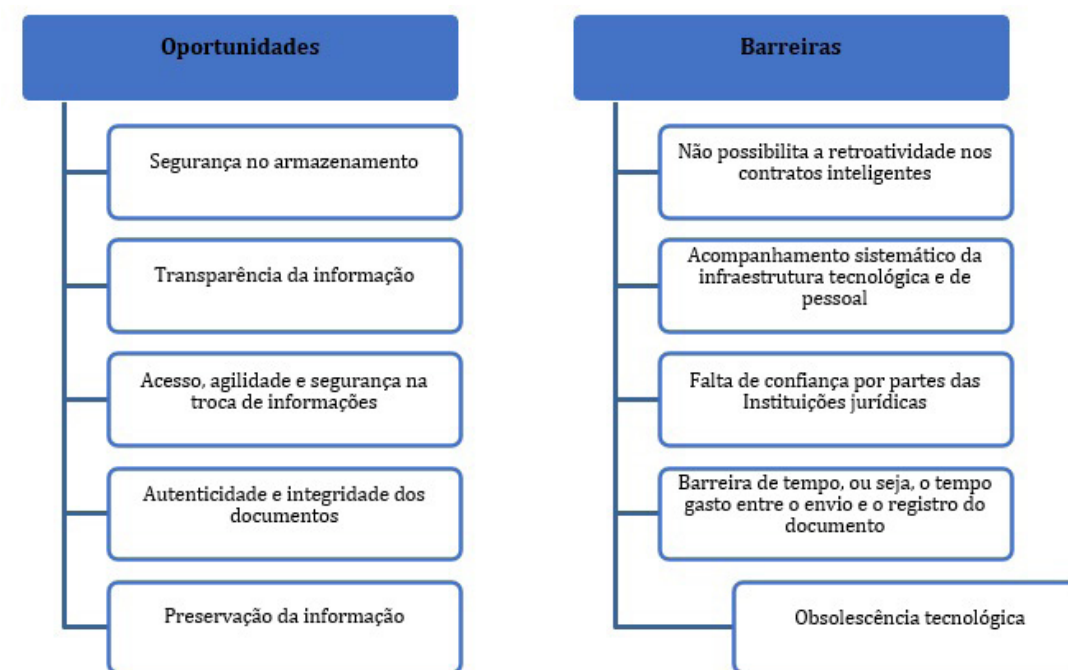 Oportunidades
Segurança no armazenamento
Transparência da informação
Acesso, agilidade e segurança na
troca de informações
Autenticidade e integridade dos
documentos
Preservação da informação
Barreiras
Não possibilita a retroatividade nos
contratos inteligentes
Acompanhamento sistemático da
infraestrutura tecnológica e de
pessoal
Falta de confiança por partes das
Instituições jurídicas
Barreira de tempo, ou seja, o tempo
gasto entre o envio e o registro do
documento
Obsolescência tecnológica